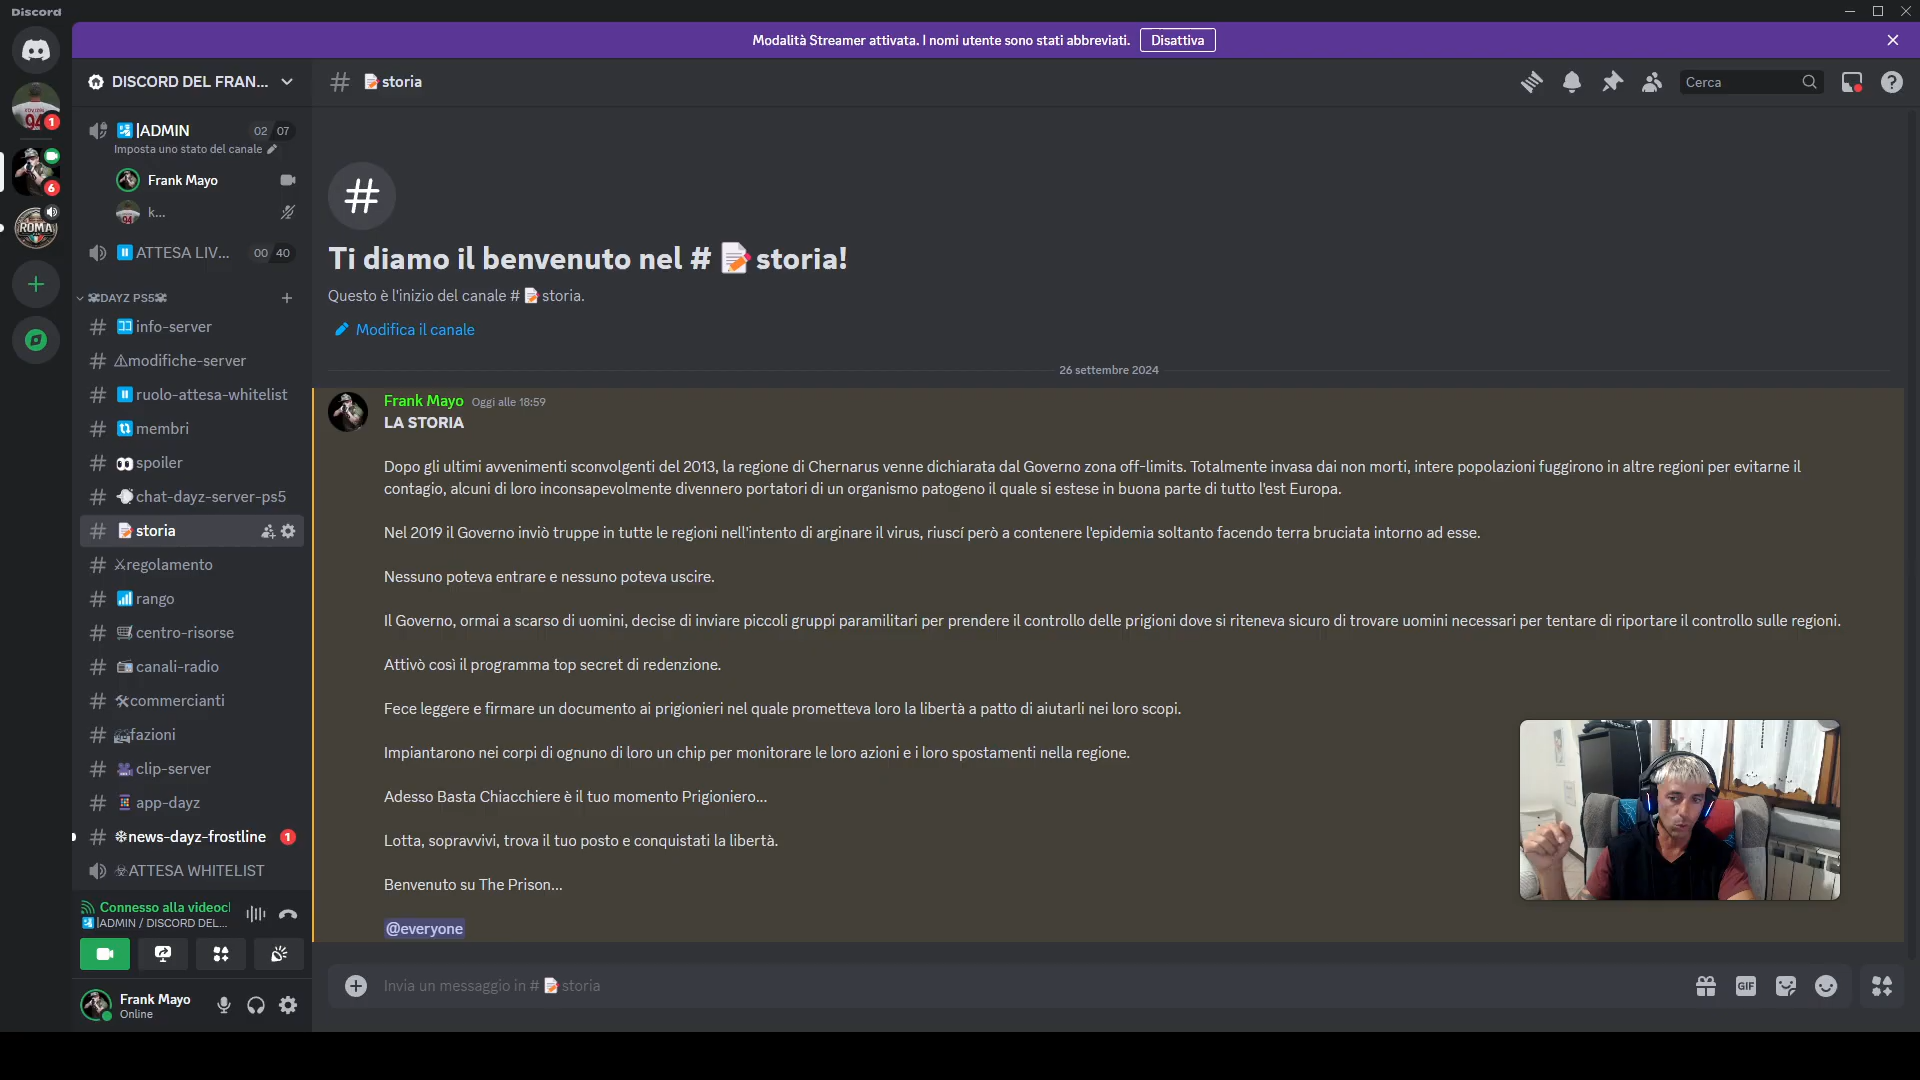 Discord
Modalità Streamer attivata. I nomi utente sono stati abbreviati.
Disattiva
DISCORD DEL FRAN...
storia
Cerca
|ADMIN
02 07
Imposta uno stato del canale
Frank Mayo
k...
ATTESA LIV...
00 40
DAYZ PS5
info-server
modifiche-server
ruolo-attesa-whitelist
membri
spoiler
chat-dayz-server-ps5
storia
regolamento
rango
centro-risorse
canali-radio
commercianti
fazioni
clip-server
app-dayz
news-dayz-frostline
1
ATTESA WHITELIST
1
6
ROMA
Connesso alla videocl
|ADMIN / DISCORD DEL...
Frank Mayo
Online
Ti diamo il benvenuto nel # storia!
Questo è l'inizio del canale # storia.
Modifica il canale
26 settembre 2024
Frank Mayo Oggi alle 18:59
LA STORIA
Dopo gli ultimi avvenimenti sconvolgenti del 2013, la regione di Chernarus venne dichiarata dal Governo zona off-limits. Totalmente invasa dai non morti, intere popolazioni fuggirono in altre regioni per evitarne il
contagio, alcuni di loro inconsapevolmente divennero portatori di un organismo patogeno il quale si estese in buona parte di tutto l'est Europa.
Nel 2019 il Governo inviò truppe in tutte le regioni nell'intento di arginare il virus, riuscí però a contenere l'epidemia soltanto facendo terra bruciata intorno ad esse.
Nessuno poteva entrare e nessuno poteva uscire.
Il Governo, ormai a scarso di uomini, decise di inviare piccoli gruppi paramilitari per prendere il controllo delle prigioni dove si riteneva sicuro di trovare uomini necessari per tentare di riportare il controllo sulle regioni.
Attivò così il programma top secret di redenzione.
Fece leggere e firmare un documento ai prigionieri nel quale prometteva loro la libertà a patto di aiutarli nei loro scopi.
Impiantarono nei corpi di ognuno di loro un chip per monitorare le loro azioni e i loro spostamenti nella regione.
Adesso Basta Chiacchiere è il tuo momento Prigioniero...
Lotta, sopravvivi, trova il tuo posto e conquistati la libertà.
Benvenuto su The Prison...
@everyone
Invia un messaggio in # storia
GIF